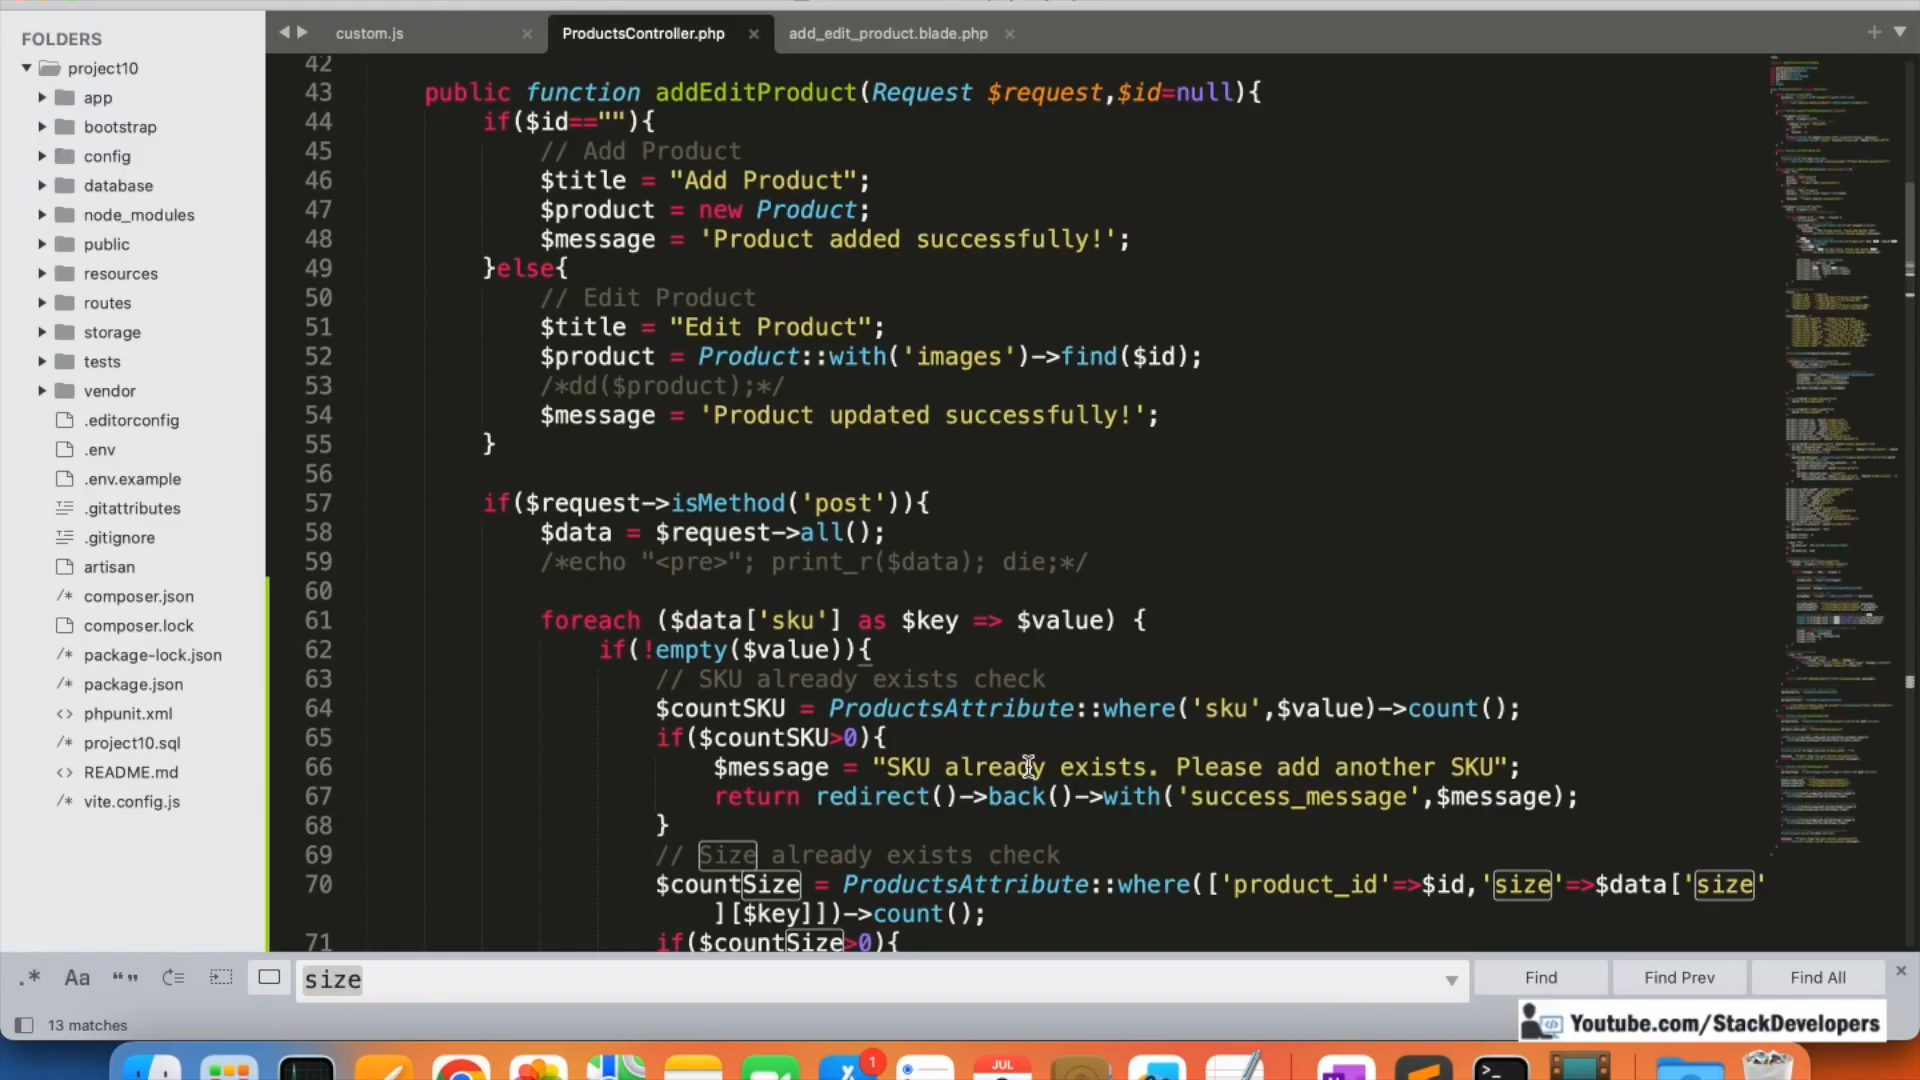 FOLDERS
project10
app
bootstrap
config
database
node_modules
public
resources
routes
storage
tests
vendor
.editorconfig
.env
.env.example
.gitattributes
.gitignore
artisan
/* composer.json
composer.lock
/* package-lock.json
/* package.json
<> phpunit.xml
/* project10.sql
<> README.md
/* vite.config.js
custom.js
ProductsController.php
add_edit_product.blade.php
42
43 public function addEditProduct(Request $request,$id=null){
44 if($id==""){
45 // Add Product
46 $title = "Add Product";
47 $product = new Product;
48 $message = 'Product added successfully!';
49 }else{
50 // Edit Product
51 $title = "Edit Product";
52 $product = Product::with('images')->find($id);
53 /*dd($product);*/
54 $message = 'Product updated successfully!';
55 }
56
57 if($request->isMethod('post')){
58 $data = $request->all();
59 /*echo "<pre>"; print_r($data); die;*/
60
61 foreach ($data['sku'] as $key => $value) {
62 if(!empty($value)){
63 // SKU already exists check
64 $countSKU = ProductsAttribute::where('sku',$value)->count();
65 if($countSKU>0){
66 $message = "SKU already exists. Please add another SKU";
67 return redirect()->back()->with('success_message',$message);
68 }
69 // Size already exists check
70 $countSize = ProductsAttribute::where(['product_id'=>$id,'size'=>$data['size'
][$key]])->count();
71 if($countSize>0){
.* Aa “”
size
Find
Find Prev
Find All
13 matches
Youtube.com/StackDevelopers
1
JUL
>_